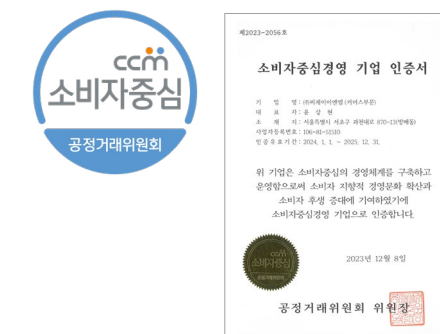 ccm
소비자중심
공정거래위원회
제2023-2056호
소비자중심경영 기업 인증서
기 업 명 : (주)씨제이이엔엠(커머스부문)
대 표 자 : 윤 상 현
소 재 지 : 서울특별시 서초구 과천대로 870-13(방배동)
사업자등록번호 : 106-81-51510
인증유효기간 : 2024. 1. 1. ~ 2025. 12. 31.
위 기업은 소비자중심의 경영체계를 구축하고
운영함으로써 소비자 지향적 경영문화 확산과
소비자 후생 증대에 기여하였기에
소비자중심경영 기업으로 인증합니다.
ccm
소비자중심
2023년 12월 8일
공정거래위원회 위원장